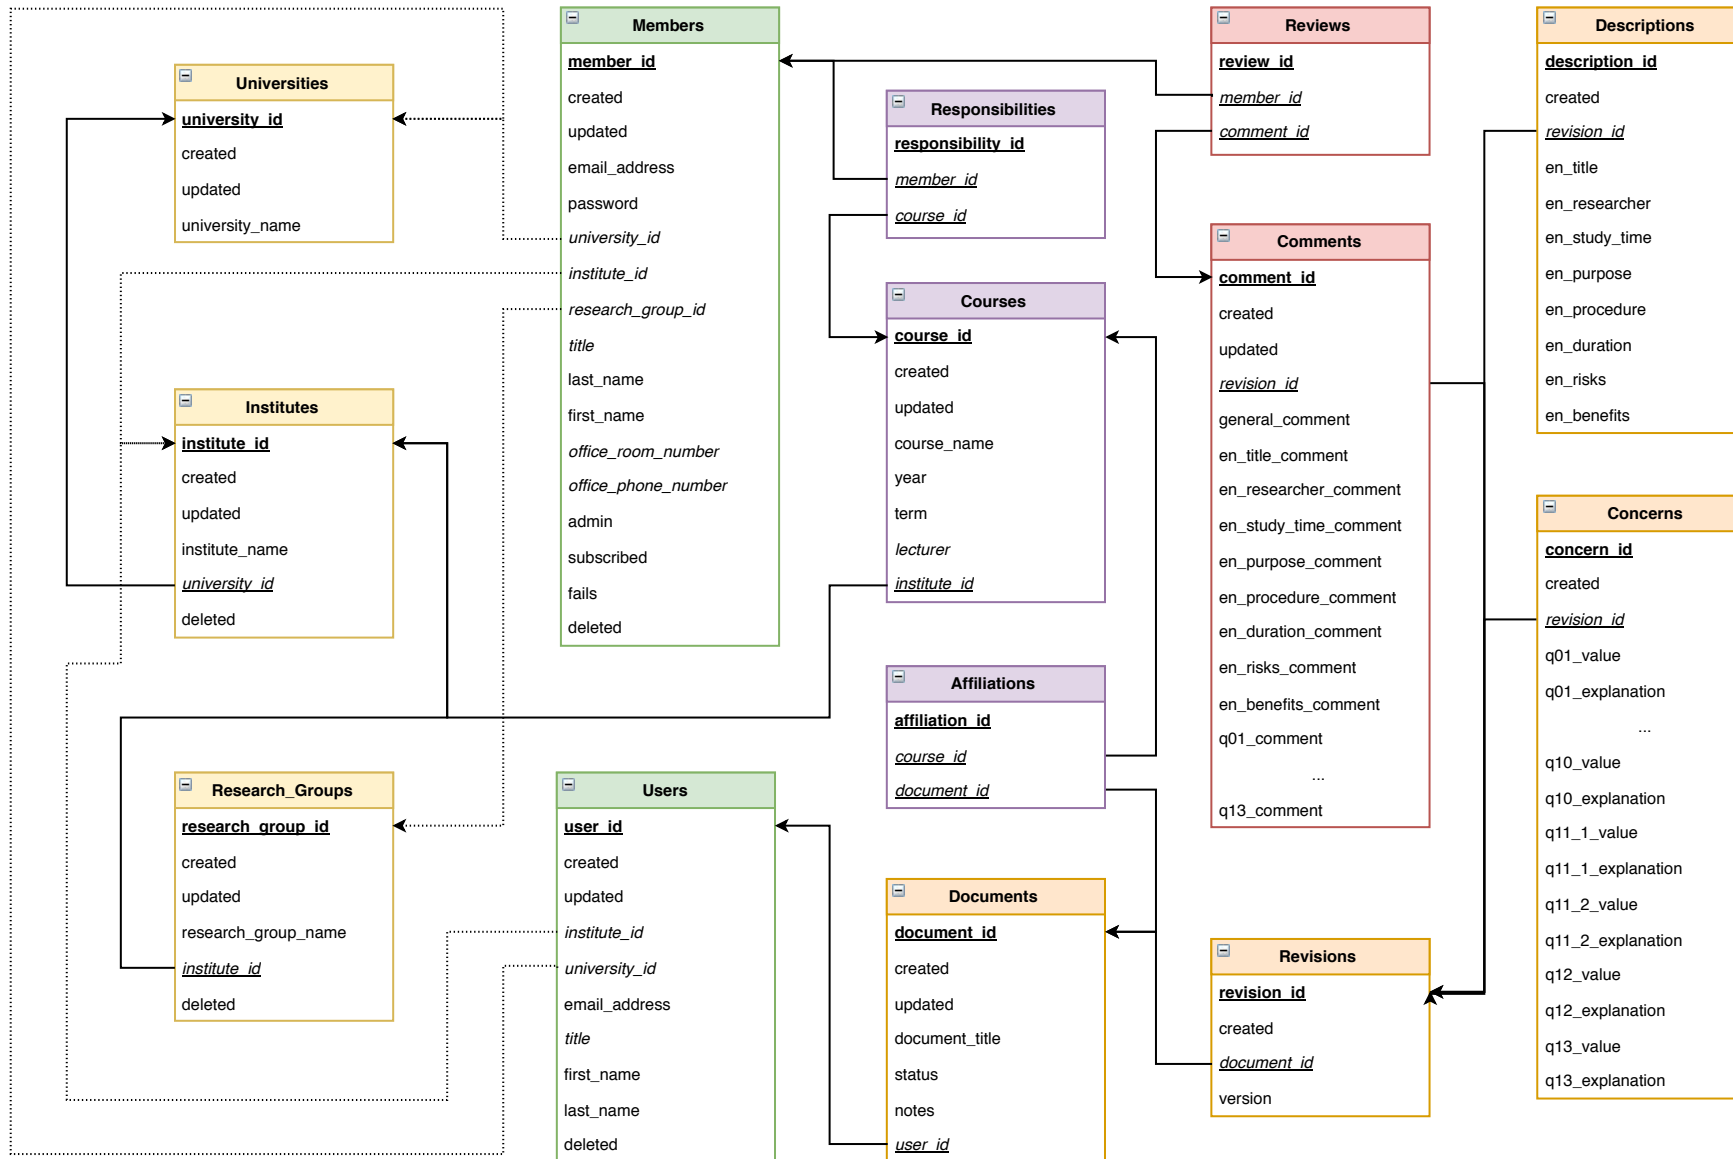 Universities
university_id
created
updated
university_name
Institutes
institute_id
created
updated
institute_name
university_id
deleted
Research_Groups
research_group_id
created
updated
research_group_name
institute_id
deleted
Members
member_id
created
updated
email_address
password
university_id
institute_id
research_group_id
title
last_name
first_name
office_room_number
office_phone_number
admin
subscribed
fails
deleted
Users
user_id
created
updated
institute_id
university_id
email_address
title
first_name
last_name
deleted
Responsibilities
responsibility_id
member_id
course_id
Courses
course_id
created
updated
course_name
year
term
lecturer
institute_id
Affiliations
affiliation_id
course_id
document_id
Documents
document_id
created
updated
document_title
status
notes
user_id
Reviews
review_id
member_id
comment_id
Comments
comment_id
created
updated
revision_id
general_comment
en_title_comment
en_researcher_comment
en_study_time_comment
en_purpose_comment
en_procedure_comment
en_duration_comment
en_risks_comment
en_benefits_comment
q01_comment
...
q13_comment
Revisions
revision_id
created
document_id
version
Descriptions
description_id
created
revision_id
en_title
en_researcher
en_study_time
en_purpose
en_procedure
en_duration
en_risks
en_benefits
Concerns
concern_id
created
revision_id
q01_value
q01_explanation
...
q10_value
q10_explanation
q11_1_value
q11_1_explanation
q11_2_value
q11_2_explanation
q12_value
q12_explanation
q13_value
q13_explanation